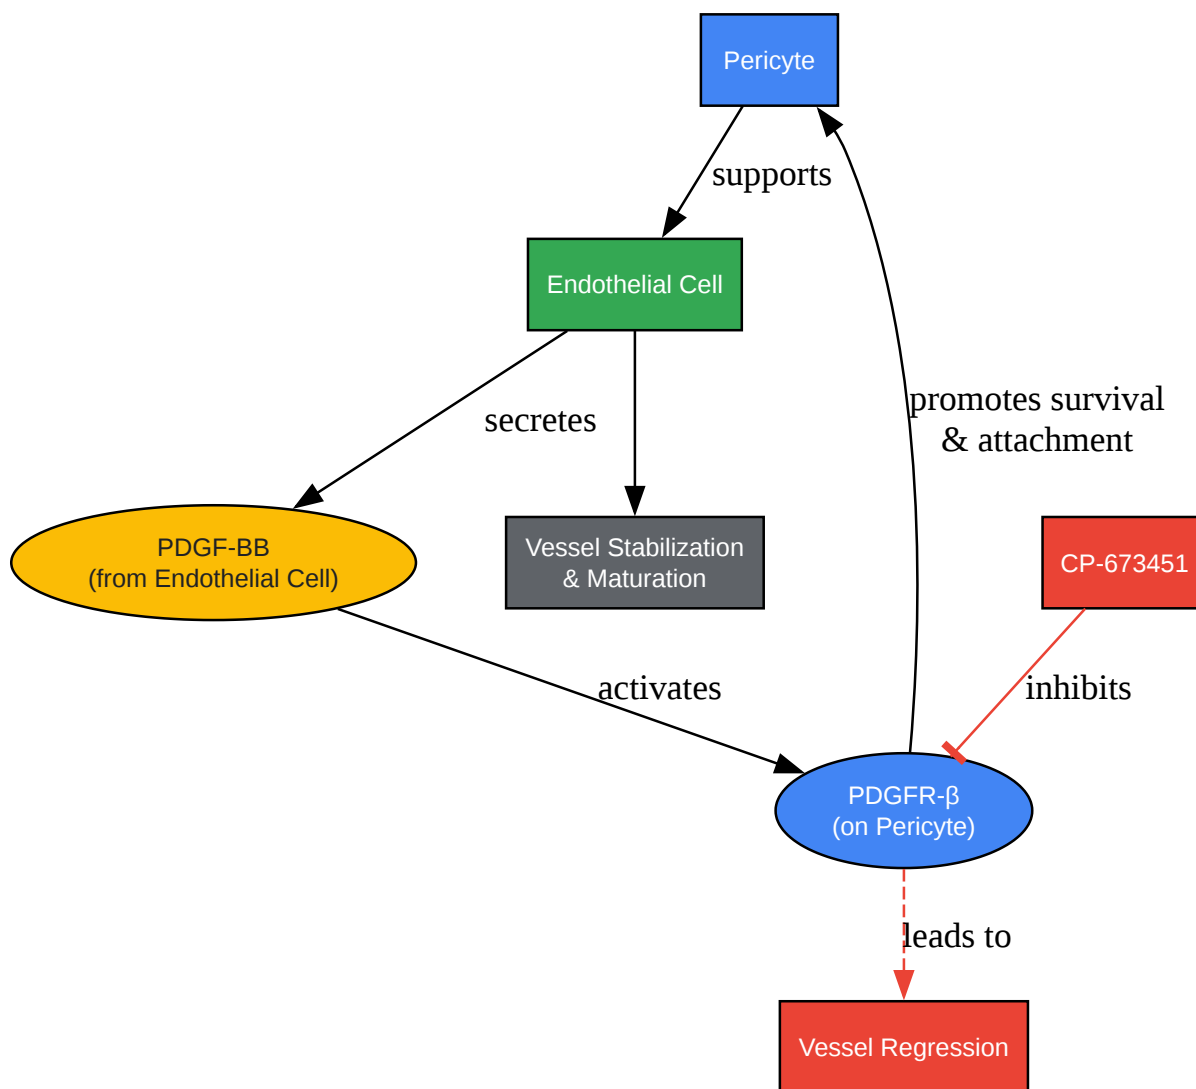 Pericyte
supports
Endothelial Cell
promotes survival
& attachment
secretes
PDGF-BB
(from Endothelial Cell)
Vessel Stabilization
& Maturation
CP-673451
activates
inhibits
PDGFR-β
(on Pericyte)
leads to
Vessel Regression